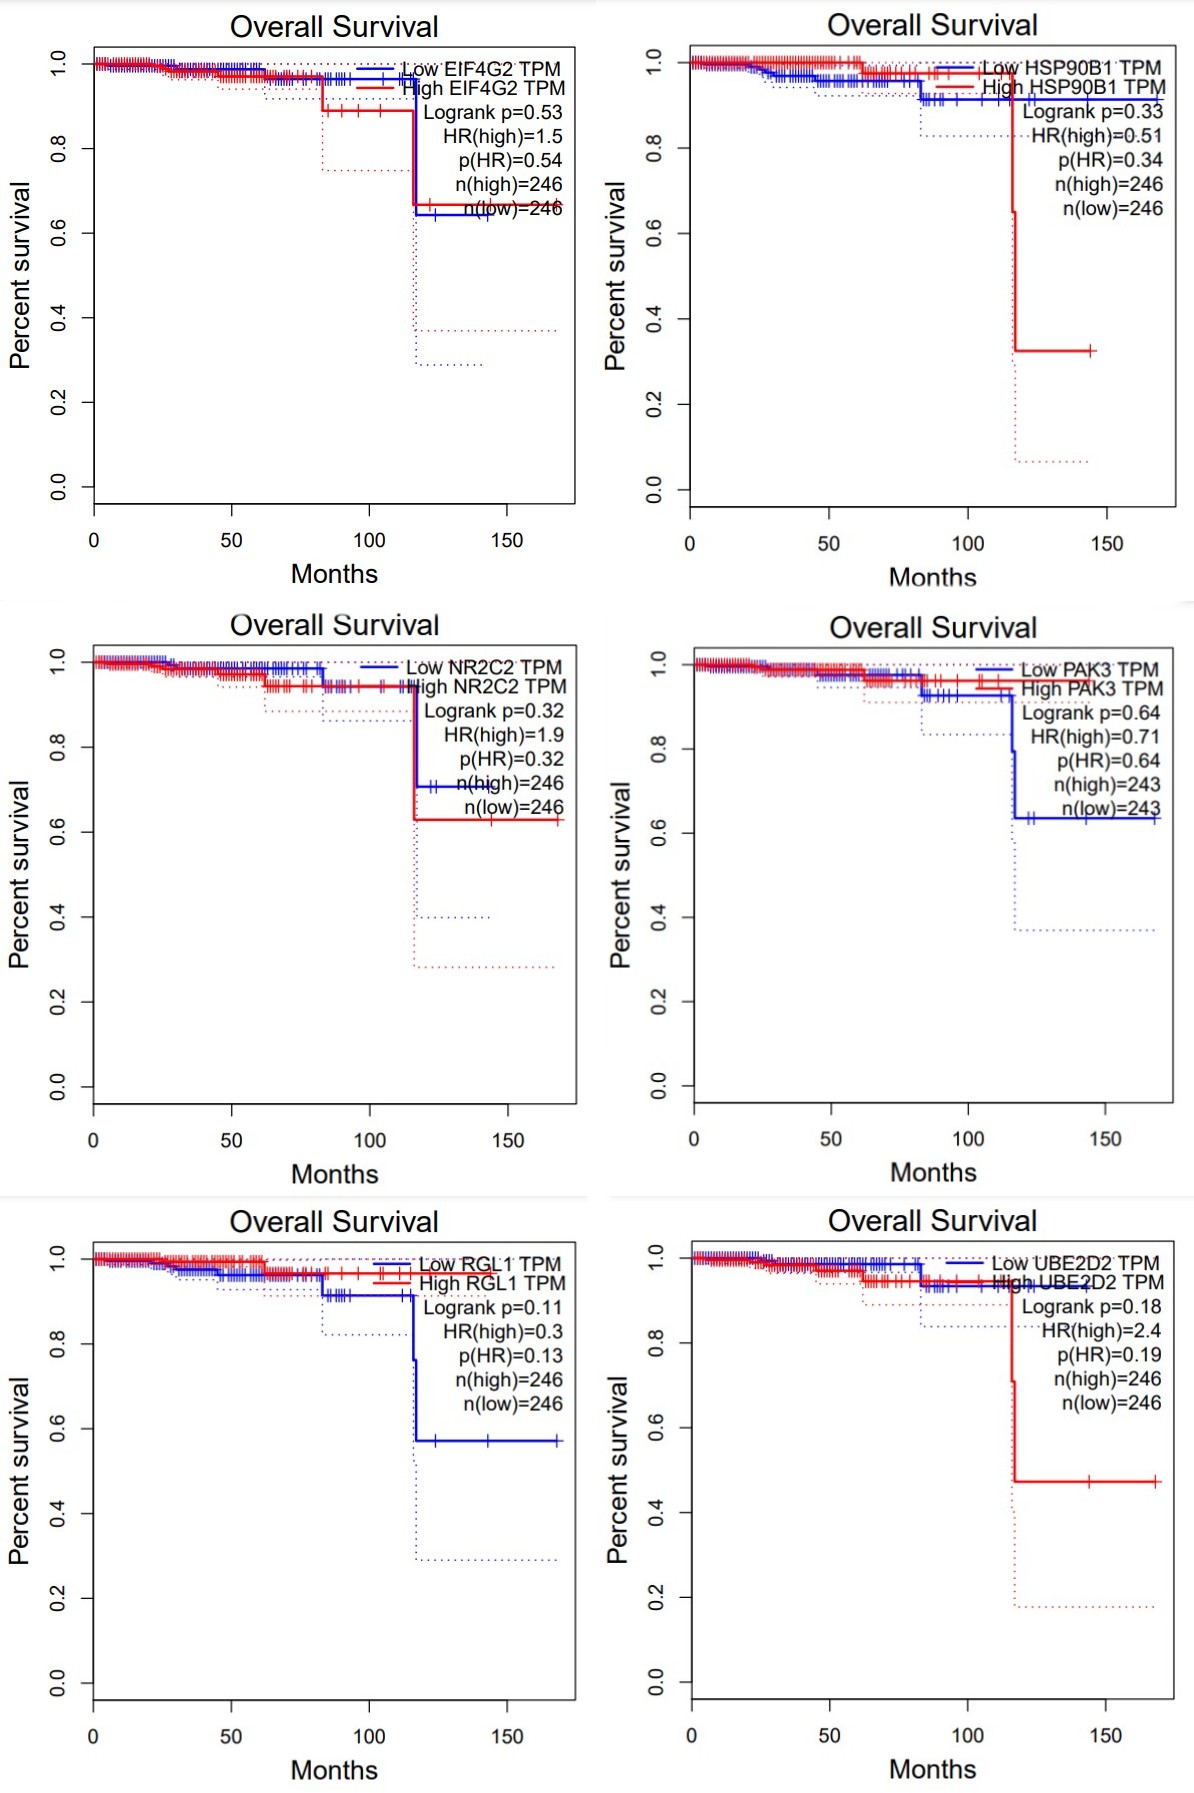 Overall Survival
Percent survival
1.0
0.8
0.6
0.4
0.2
0.0
Low EIF4G2 TPM
High EIF4G2 TPM
Logrank p=0.53
HR(high)=1.5
p(HR)=0.54
n(high)=246
n(low)=246
0 50 100 150
Months
Overall Survival
Percent survival
1.0
0.8
0.6
0.4
0.2
0.0
Low HSP90B1 TPM
High HSP90B1 TPM
Logrank p=0.33
HR(high)=0.51
p(HR)=0.34
n(high)=246
n(low)=246
0 50 100 150
Months
Overall Survival
Percent survival
1.0
0.8
0.6
0.4
0.2
0.0
Low NR2C2 TPM
High NR2C2 TPM
Logrank p=0.32
HR(high)=1.9
p(HR)=0.32
n(high)=246
n(low)=246
0 50 100 150
Months
Overall Survival
Percent survival
1.0
0.8
0.6
0.4
0.2
0.0
Low PAK3 TPM
High PAK3 TPM
Logrank p=0.64
HR(high)=0.71
p(HR)=0.64
n(high)=243
n(low)=243
0 50 100 150
Months
Overall Survival
Percent survival
1.0
0.8
0.6
0.4
0.2
0.0
Low RGL1 TPM
High RGL1 TPM
Logrank p=0.11
HR(high)=0.3
p(HR)=0.13
n(high)=246
n(low)=246
0 50 100 150
Months
Overall Survival
Percent survival
1.0
0.8
0.6
0.4
0.2
0.0
Low UBE2D2 TPM
High UBE2D2 TPM
Logrank p=0.18
HR(high)=2.4
p(HR)=0.19
n(high)=246
n(low)=246
0 50 100 150
Months